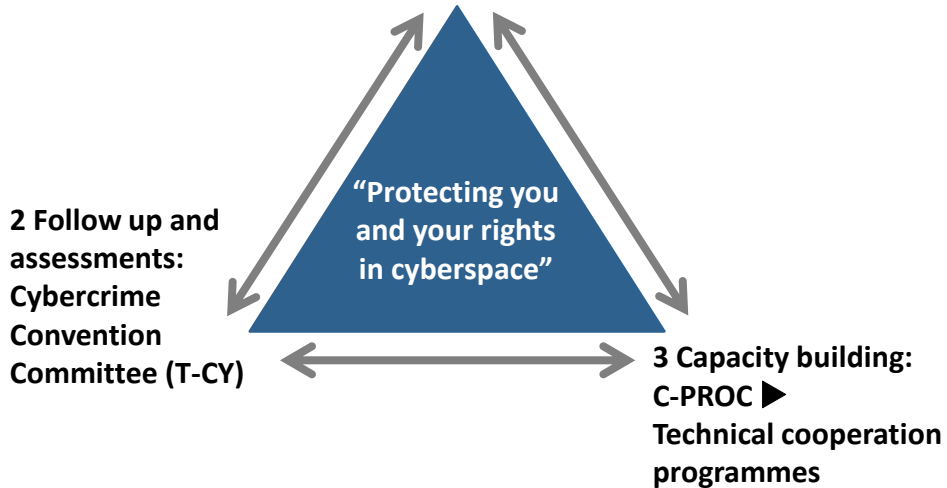 “Protecting you
and your rights
in cyberspace”
2 Follow up and
assessments:
Cybercrime
Convention
Committee (T-CY)
3 Capacity building:
C-PROC ▶
Technical cooperation
programmes